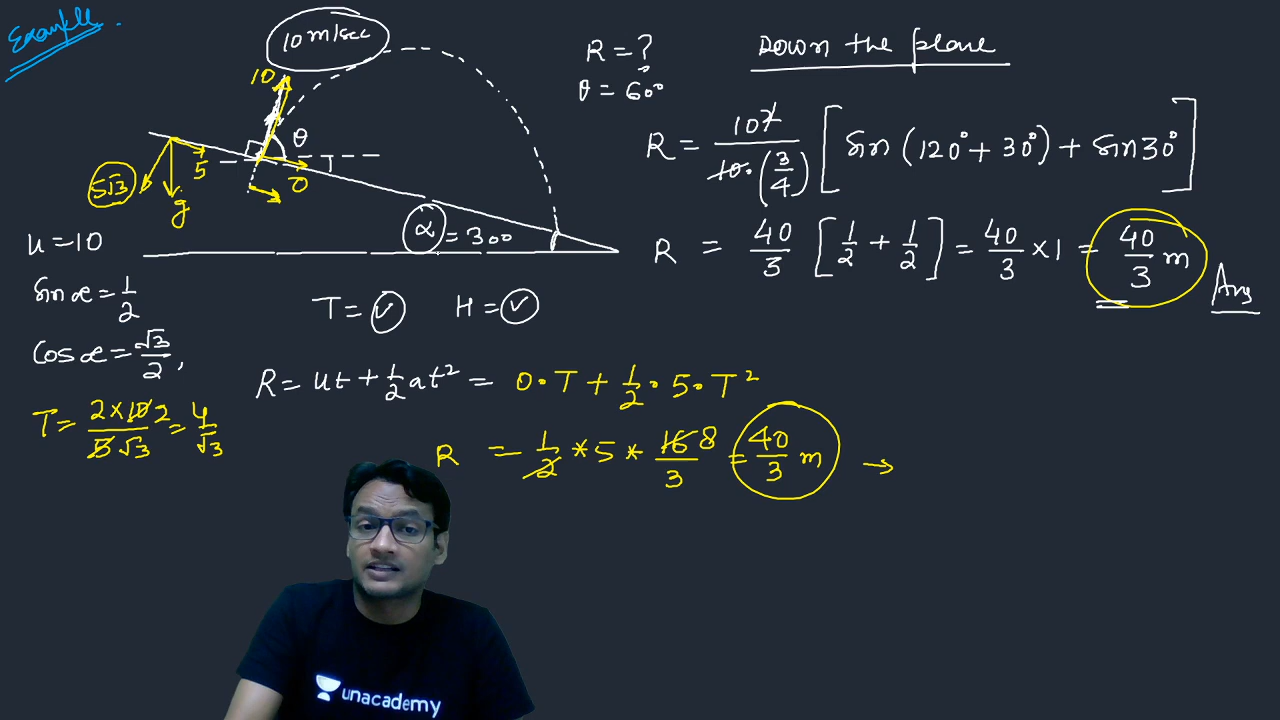 Example.
10 m/sec
10
θ
5
0
5√3
g
α = 30°
u = 10
sin α = 1/2
cos α = √3/2,
T = 2×10 2/5√3 = 4/√3
T = ✓ H = ✓
R = ?
θ = 60°
Down the plane
R = 10²/10·(3/4) [sin (120° + 30°) + sin 30°]
R = 40/3 [1/2 + 1/2] = 40/3 × 1 = 40/3 m Ans
R = ut + 1/2 at² = 0·T + 1/2·5·T²
R = 1/2 * 5 * 16 8/3 = 40/3 m →
unacademy